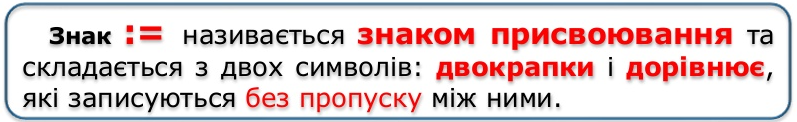 Знак := називається знаком присвоювання та
складається з двох символів: двокрапки і дорівнює,
які записуються без пропуску між ними.